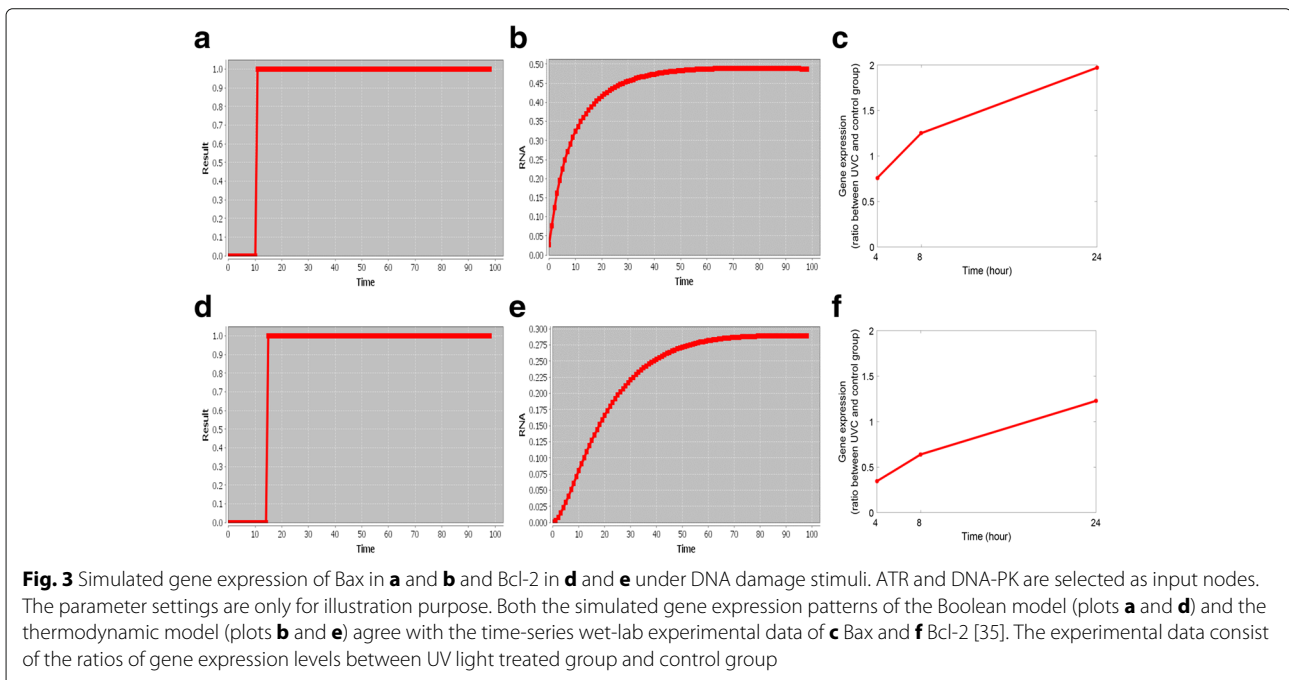 a
1.0
0.9
0.8
0.7
0.6
0.5
0.4
0.3
0.2
0.1
0.0
Result
0 10 20 30 40 50 60 70 80 90 100
Time
b
0.50
0.45
0.40
0.35
0.30
0.25
0.20
0.15
0.10
0.05
0.00
RNA
0 10 20 30 40 50 60 70 80 90 100
Time
c
2
1.5
1
0.5
0
Gene expression
(ratio between UVC and control group)
4 8 24
Time (hour)
d
1.0
0.9
0.8
0.7
0.6
0.5
0.4
0.3
0.2
0.1
0.0
Result
0 10 20 30 40 50 60 70 80 90 100
Time
e
0.300
0.275
0.250
0.225
0.200
0.175
0.150
0.125
0.100
0.075
0.050
0.025
0.000
RNA
0 10 20 30 40 50 60 70 80 90 100
Time
f
2
1.5
1
0.5
0
Gene expression
(ratio between UVC and control group)
4 8 24
Time (hour)
Fig. 3 Simulated gene expression of Bax in a and b and Bcl-2 in d and e under DNA damage stimuli. ATR and DNA-PK are selected as input nodes.
The parameter settings are only for illustration purpose. Both the simulated gene expression patterns of the Boolean model (plots a and d) and the
thermodynamic model (plots b and e) agree with the time-series wet-lab experimental data of c Bax and f Bcl-2 [35]. The experimental data consist
of the ratios of gene expression levels between UV light treated group and control group